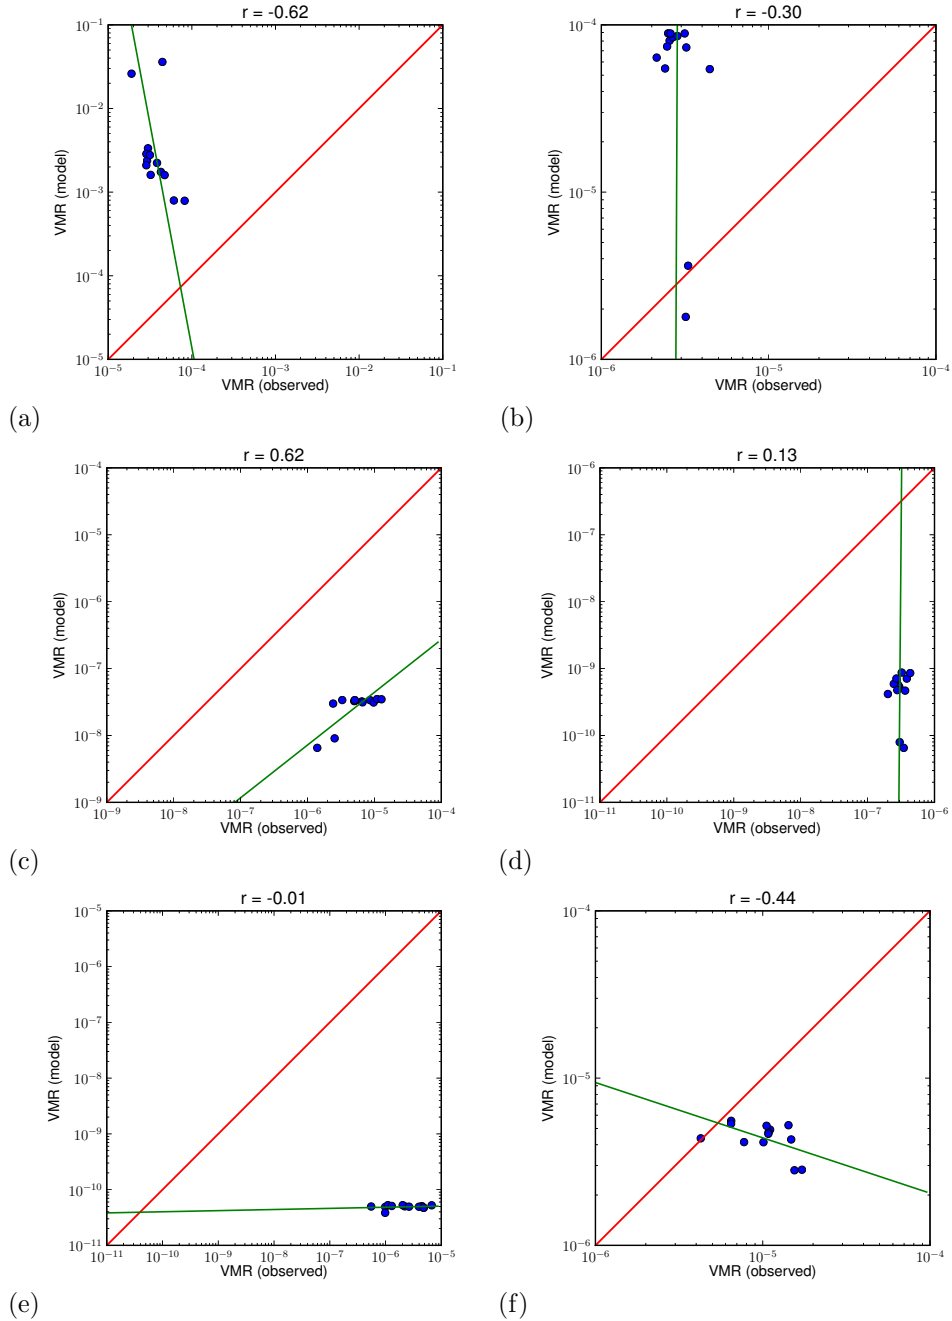 r = -0.62
r = -0.30
10⁻¹
10⁻²
10⁻³
10⁻⁴
10⁻⁵
VMR (model)
10⁻⁵ 10⁻⁴ 10⁻³ 10⁻² 10⁻¹
VMR (observed)
(a)
10⁻⁴
10⁻⁵
10⁻⁶
VMR (model)
10⁻⁶ 10⁻⁵ 10⁻⁴
VMR (observed)
(b)
r = 0.62
r = 0.13
10⁻⁴
10⁻⁵
10⁻⁶
10⁻⁷
10⁻⁸
10⁻⁹
VMR (model)
10⁻⁹ 10⁻⁸ 10⁻⁷ 10⁻⁶ 10⁻⁵ 10⁻⁴
VMR (observed)
(c)
10⁻⁶
10⁻⁷
10⁻⁸
10⁻⁹
10⁻¹⁰
10⁻¹¹
VMR (model)
10⁻¹¹ 10⁻¹⁰ 10⁻⁹ 10⁻⁸ 10⁻⁷ 10⁻⁶
VMR (observed)
(d)
r = -0.01
r = -0.44
10⁻⁵
10⁻⁶
10⁻⁷
10⁻⁸
10⁻⁹
10⁻¹⁰
10⁻¹¹
VMR (model)
10⁻¹¹ 10⁻¹⁰ 10⁻⁹ 10⁻⁸ 10⁻⁷ 10⁻⁶ 10⁻⁵
VMR (observed)
(e)
10⁻⁴
10⁻⁵
10⁻⁶
VMR (model)
10⁻⁶ 10⁻⁵ 10⁻⁴
VMR (observed)
(f)